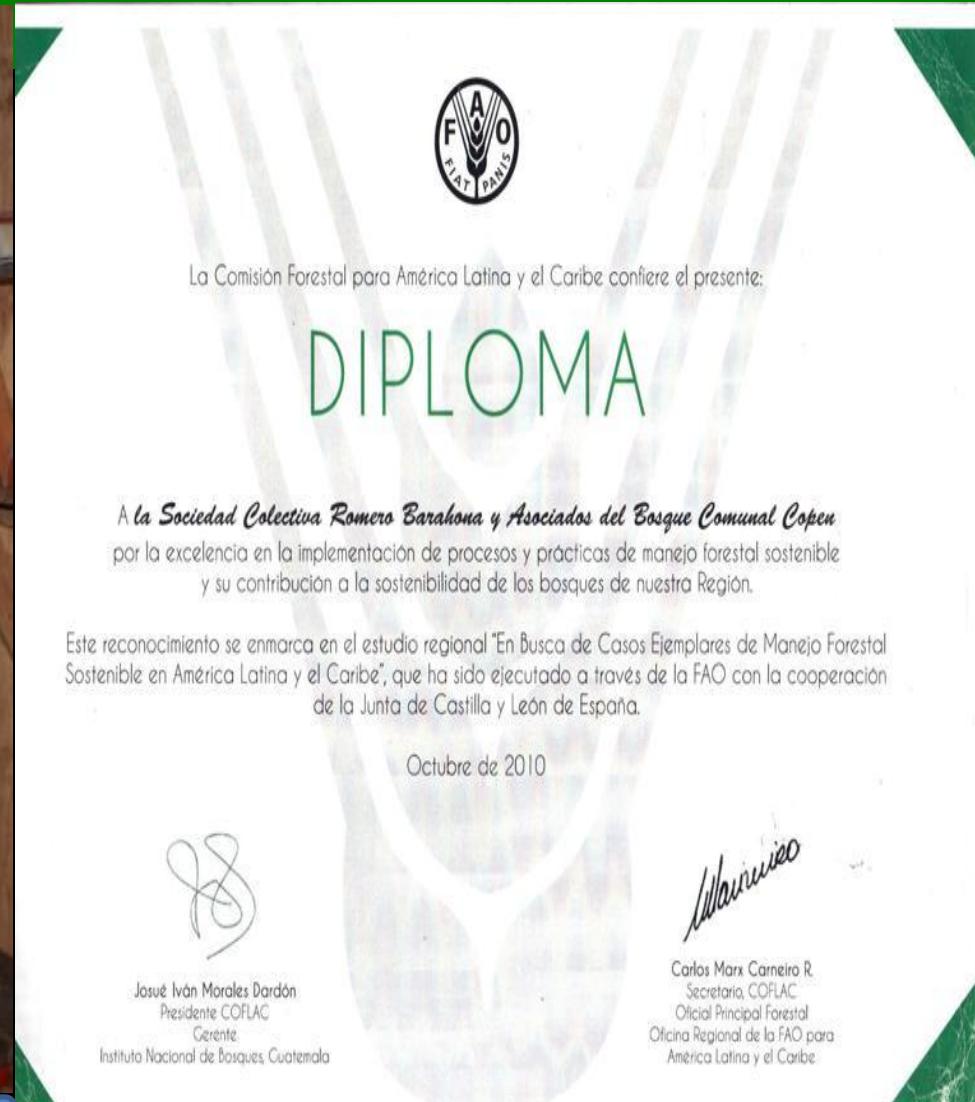 FAO
FIAT PANIS
La Comisión Forestal para América Latina y el Caribe confiere el presente:
DIPLOMA
A la Sociedad Colectiva Romero Barahona y Asociados del Bosque Comunal Copen
por la excelencia en la implementación de procesos y prácticas de manejo forestal sostenible
y su contribución a la sostenibilidad de los bosques de nuestra Región.
Este reconocimiento se enmarca en el estudio regional "En Busca de Casos Ejemplares de Manejo Forestal
Sostenible en América Latina y el Caribe", que ha sido ejecutado a través de la FAO con la cooperación
de la Junta de Castilla y León de España.
Octubre de 2010
Josué Iván Morales Dardón
Presidente COFLAC
Gerente
Instituto Nacional de Bosques, Guatemala
Carlos Marx Carneiro R.
Secretario, COFLAC
Oficial Principal Forestal
Oficina Regional de la FAO para
América Latina y el Caribe